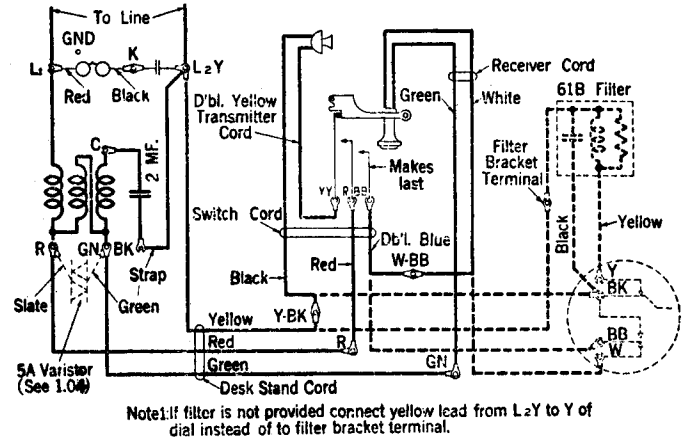 To Line
GND
K
L1
L2Y
Red
Black
Receiver Cord
D'bl. Yellow
Transmitter
Cord
Green
White
61B Filter
C
2 MF.
Makes
last
Filter
Bracket
Terminal
YY
R
BB
Switch Cord
Db'l. Blue
Black
Yellow
R
GN
BK
Strap
Red
W-BB
Slate
Green
Black
Y
BK
Y-BK
Yellow
BB
Red
R
W
5A Varistor
(See 1.04)
Green
GN
Desk Stand Cord
Note1:If filter is not provided connect yellow lead from L2Y to Y of
dial instead of to filter bracket terminal.